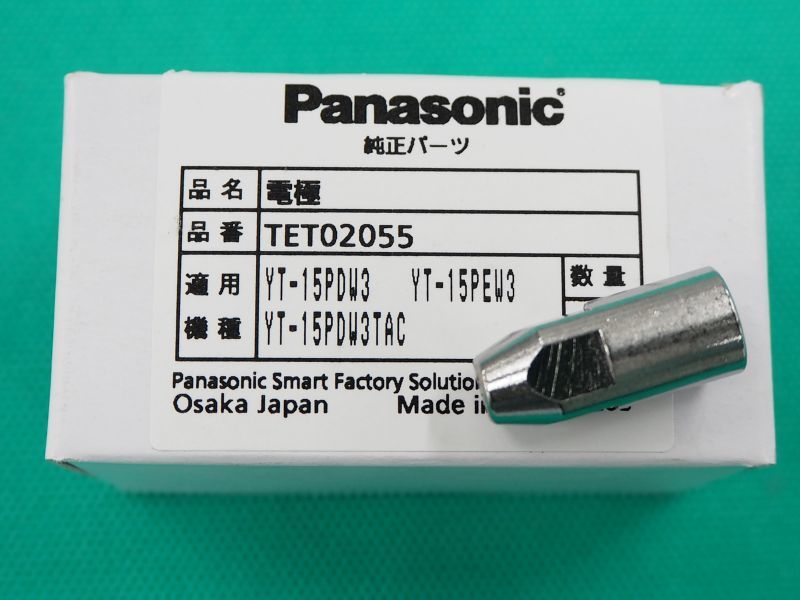 Panasonic®
純正パーツ
品名 電極
品番 TET02055
適用 YT-15PDW3 YT-15PEW3 数量
機種 YT-15PDW3TAC
Panasonic Smart Factory
Osaka Japan Made in